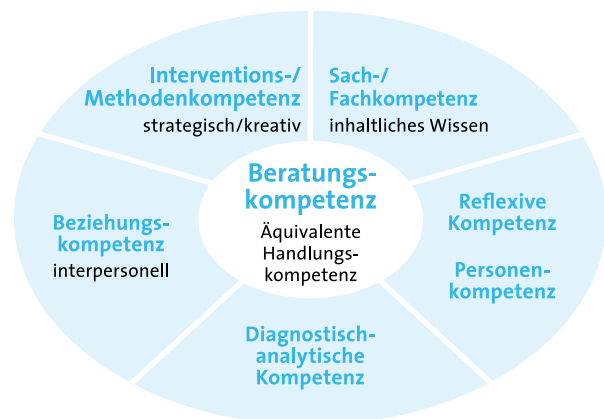 Interventions-/
Methodenkompetenz
strategisch/kreativ
Sach-/
Fachkompetenz
inhaltliches Wissen
Beratungs-
kompetenz
Äquivalente
Handlungs-
kompetenz
Beziehungs-
kompetenz
interpersonell
Reflexive
Kompetenz
Personen-
kompetenz
Diagnostisch-
analytische
Kompetenz